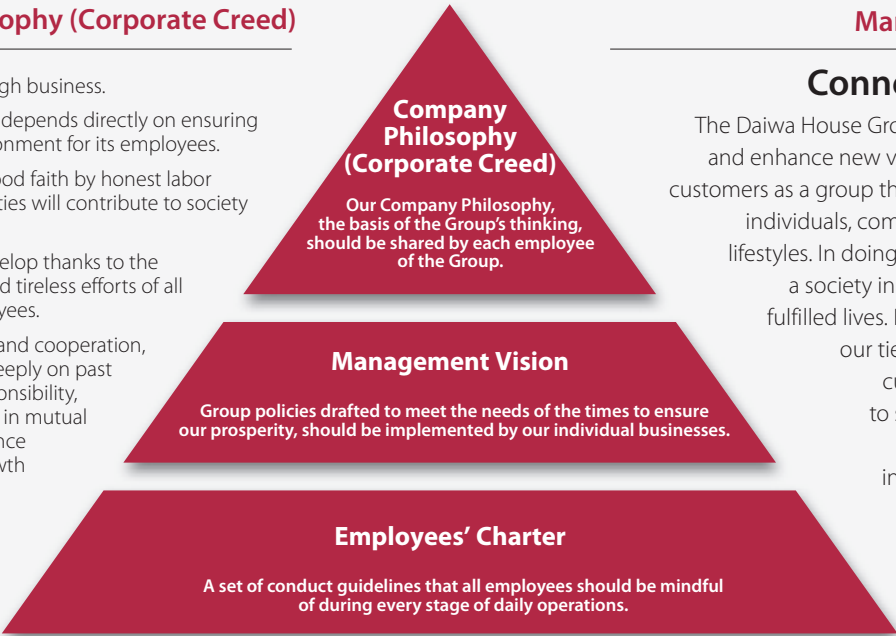 ophy (Corporate Creed)
gh business.
depends directly on ensuring
onment for its employees.
ood faith by honest labor
ties will contribute to society
elop thanks to the
d tireless efforts of all
yees.
and cooperation,
eeply on past
onsibility,
in mutual
nce
wth
Company
Philosophy
(Corporate Creed)
Our Company Philosophy,
the basis of the Group's thinking,
should be shared by each employee
of the Group.
Management Vision
Group policies drafted to meet the needs of the times to ensure
our prosperity, should be implemented by our individual businesses.
Employees' Charter
A set of conduct guidelines that all employees should be mindful
of during every stage of daily operations.
Mar
Conne
The Daiwa House Gro
and enhance new v
customers as a group th
individuals, com
lifestyles. In doing
a society in
fulfilled lives.
our tie
cu
to s
in